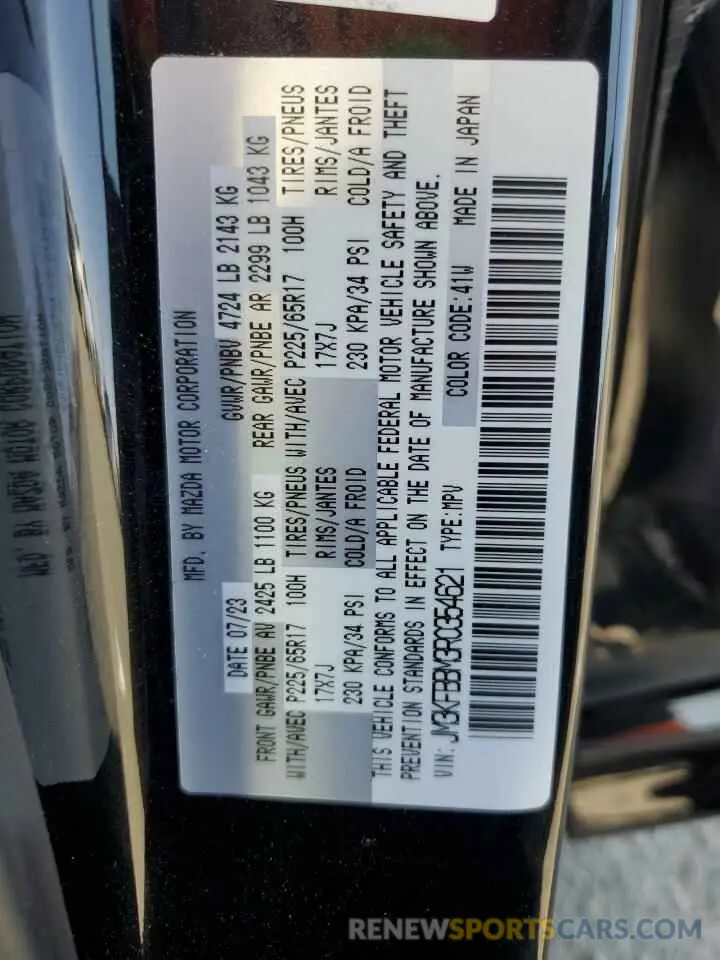 MFD. BY MAZDA MOTOR CORPORATION
DATE 07/23 GVWR/PNBV 4724 LB 2143 KG
FRONT GAWR/PNBE AV 2425 LB 1100 KG REAR GAWR/PNBE AR 2299 LB 1043 KG
WITH/AVEC P225/65R17 100H TIRES/PNEUS WITH/AVEC P225/65R17 100H TIRES/PNEUS
17X7J RIMS/JANTES 17X7J RIMS/JANTES
230 KPA/34 PSI COLD/A FROID 230 KPA/34 PSI COLD/A FROID
THIS VEHICLE CONFORMS TO ALL APPLICABLE FEDERAL MOTOR VEHICLE SAFETY AND THEFT
PREVENTION STANDARDS IN EFFECT ON THE DATE OF MANUFACTURE SHOWN ABOVE.
VIN: JM3KFBBM3R0354621 TYPE:MPV COLOR CODE:41W MADE IN JAPAN
RENEWSPORTSCARS.COM